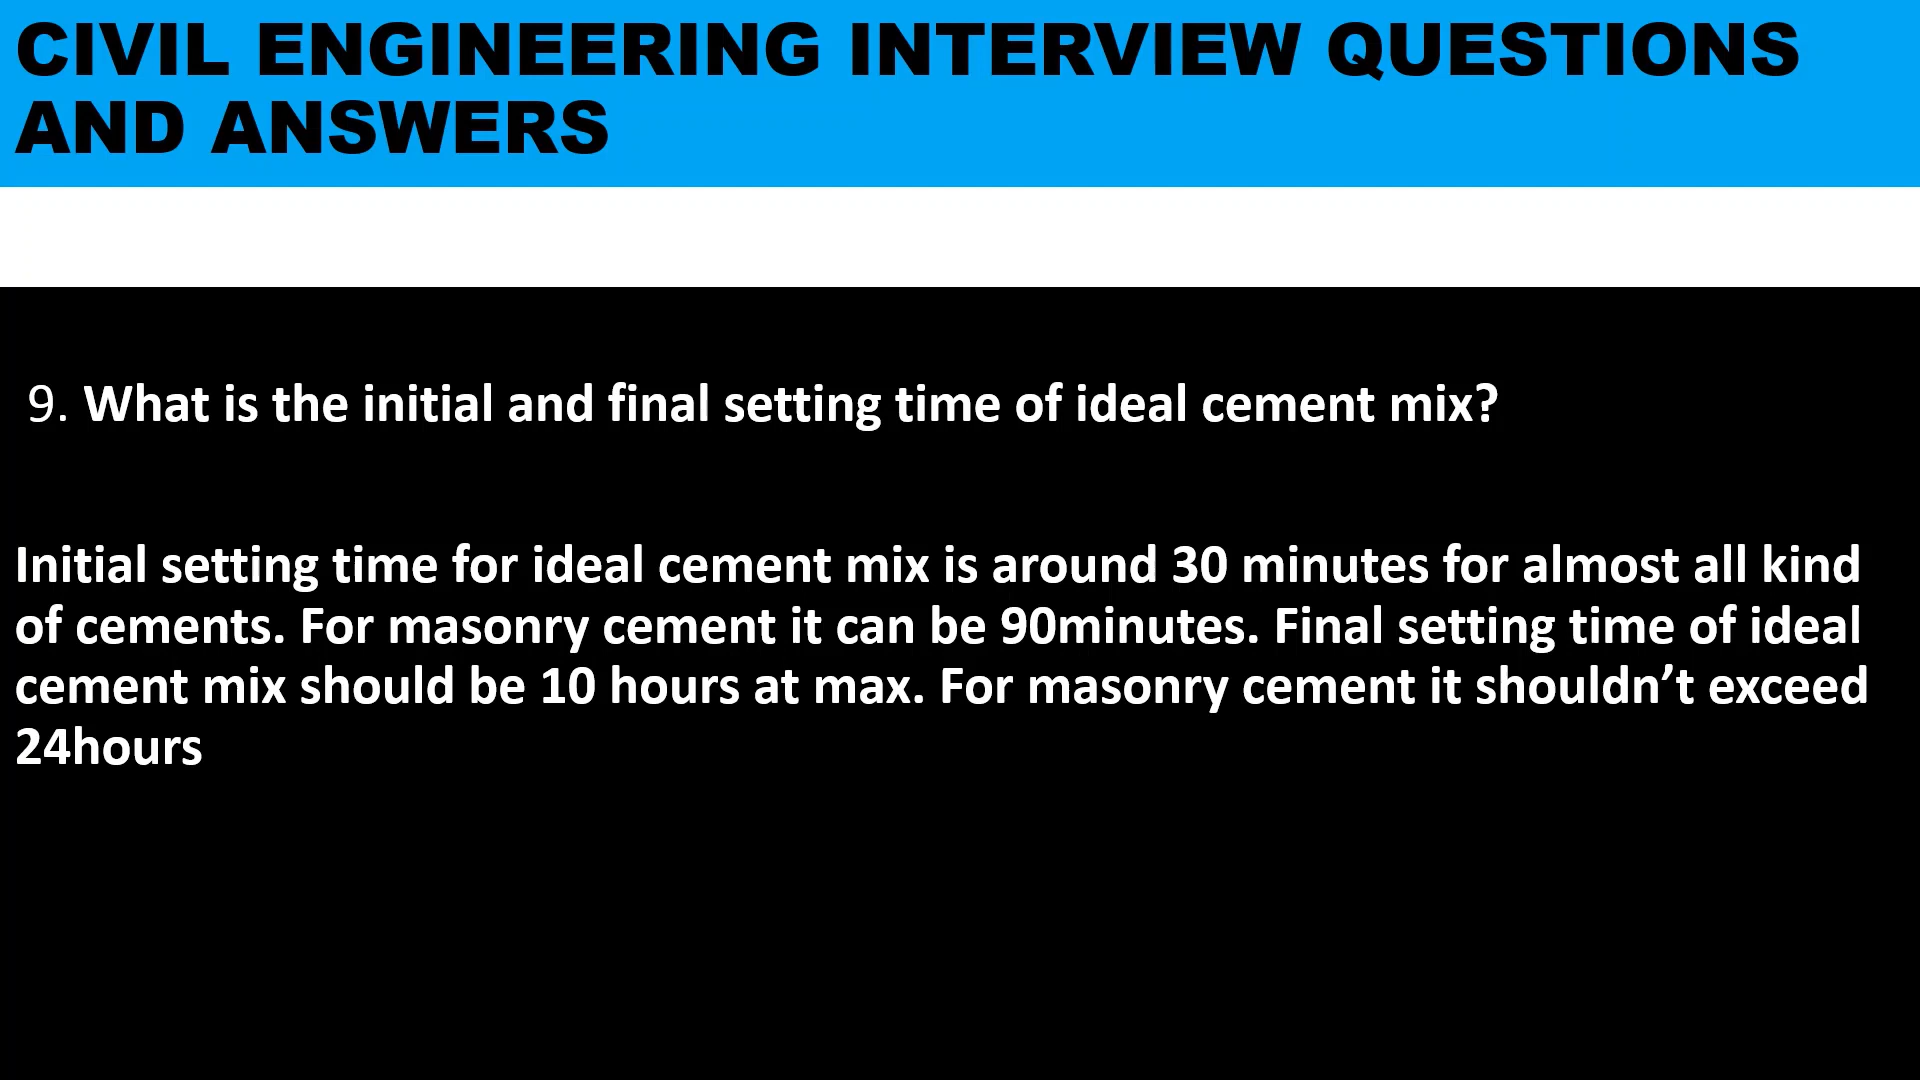 CIVIL ENGINEERING INTERVIEW QUESTIONS
AND ANSWERS
9. What is the initial and final setting time of ideal cement mix?
Initial setting time for ideal cement mix is around 30 minutes for almost all kind
of cements. For masonry cement it can be 90minutes. Final setting time of ideal
cement mix should be 10 hours at max. For masonry cement it shouldn’t exceed
24hours